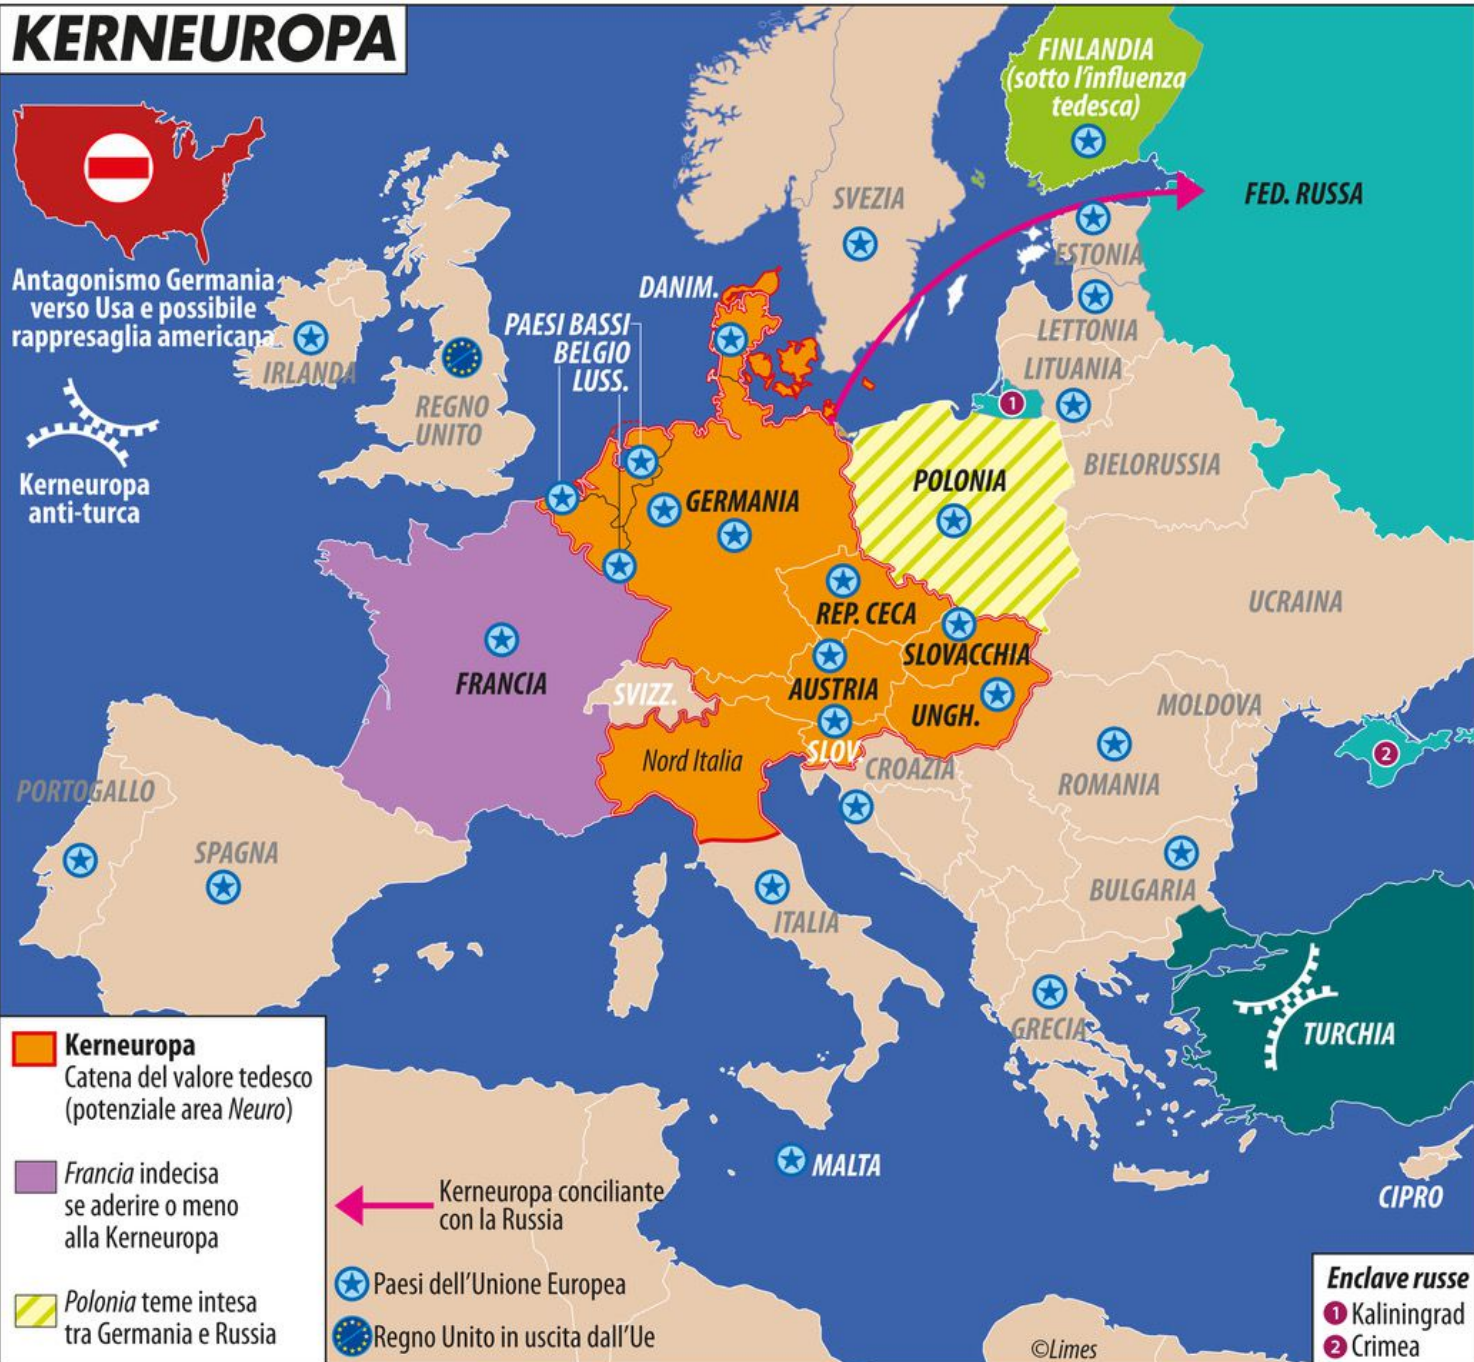 KERNEUROPA
Antagonismo Germania
verso Usa e possibile
rappresaglia americana
Kerneuropa
anti-turca
FINLANDIA
(sotto l'influenza
tedesca)
FED. RUSSA
SVEZIA
ESTONIA
LETTONIA
LITUANIA
1
BIELORUSSIA
DANIM.
PAESI BASSI
BELGIO
LUSS.
IRLANDA
REGNO
UNITO
GERMANIA
POLONIA
UCRAINA
REP. CECA
SLOVACCHIA
FRANCIA
SVIZZ.
AUSTRIA
UNGH.
MOLDOVA
Nord Italia
SLOV.
CROAZIA
ROMANIA
2
PORTOGALLO
SPAGNA
BULGARIA
ITALIA
GRECIA
TURCHIA
MALTA
CIPRO
Kerneuropa
Catena del valore tedesco
(potenziale area Neuro)
Francia indecisa
se aderire o meno
alla Kerneuropa
Polonia teme intesa
tra Germania e Russia
Kerneuropa conciliante
con la Russia
Paesi dell'Unione Europea
Regno Unito in uscita dall'Ue
©Limes
Enclave russe
1 Kaliningrad
2 Crimea